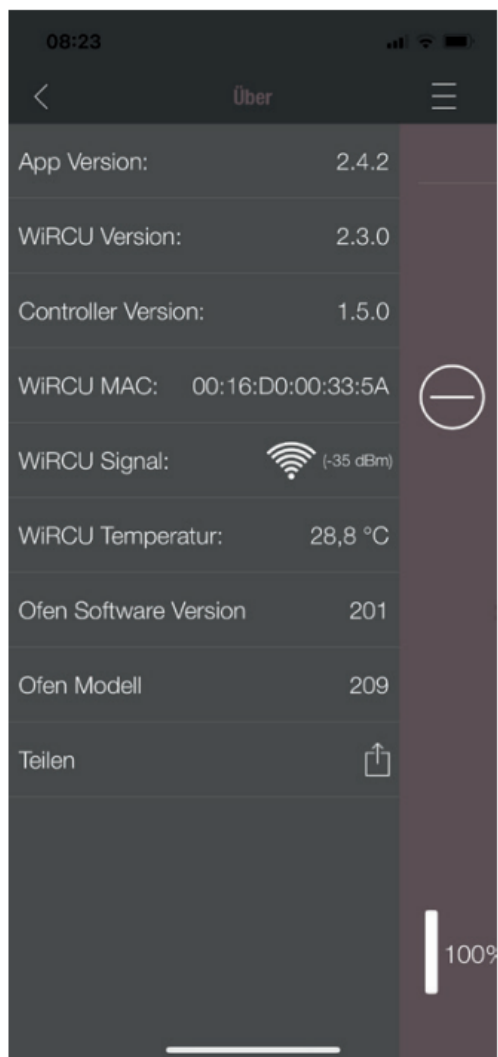 08:23
Über
App Version: 2.4.2
WiRCU Version: 2.3.0
Controller Version: 1.5.0
WiRCU MAC: 00:16:D0:00:33:5A
WiRCU Signal: (-35 dBm)
WiRCU Temperatur: 28,8 °C
Ofen Software Version 201
Ofen Modell 209
Teilen
100%